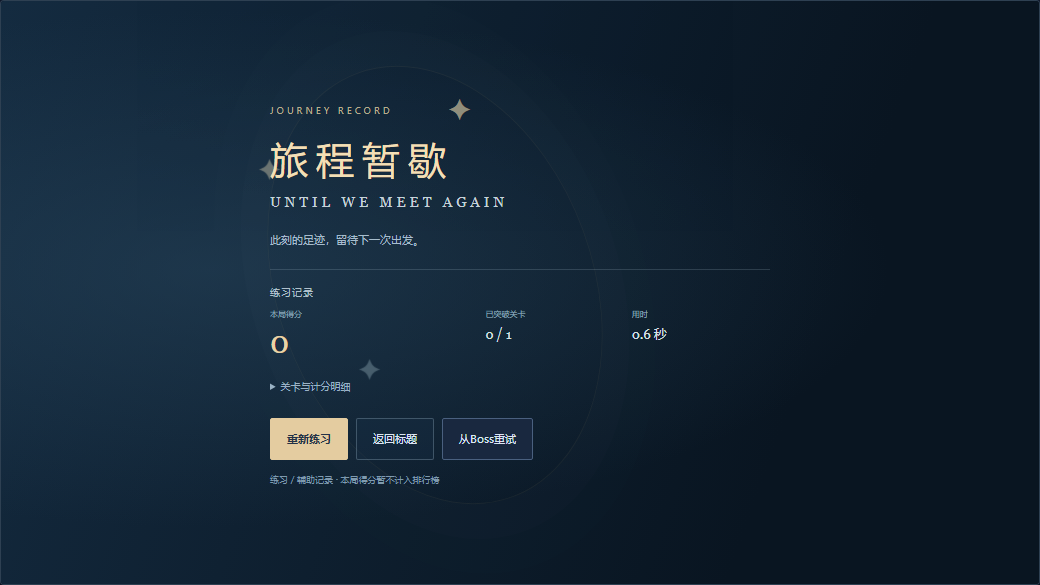 JOURNEY RECORD
旅程暂歇
UNTIL WE MEET AGAIN
此刻的足迹，留待下一次出发。
练习记录
本局得分 已突破关卡 用时
0 0 / 1 0.6 秒
▶ 关卡与计分明细
重新练习 返回标题 从Boss重试
练习 / 辅助记录 · 本局得分暂不计入排行榜